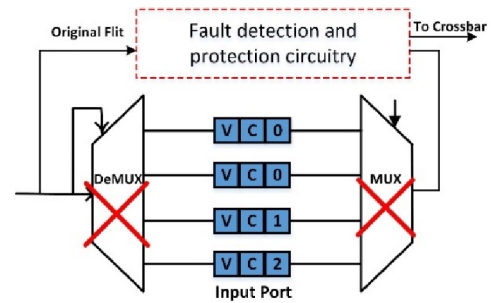 Original Flit
Fault detection and
protection circuitry
To Crossbar
V C 0
DeMUX
V C 0
MUX
V C 1
V C 2
Input Port